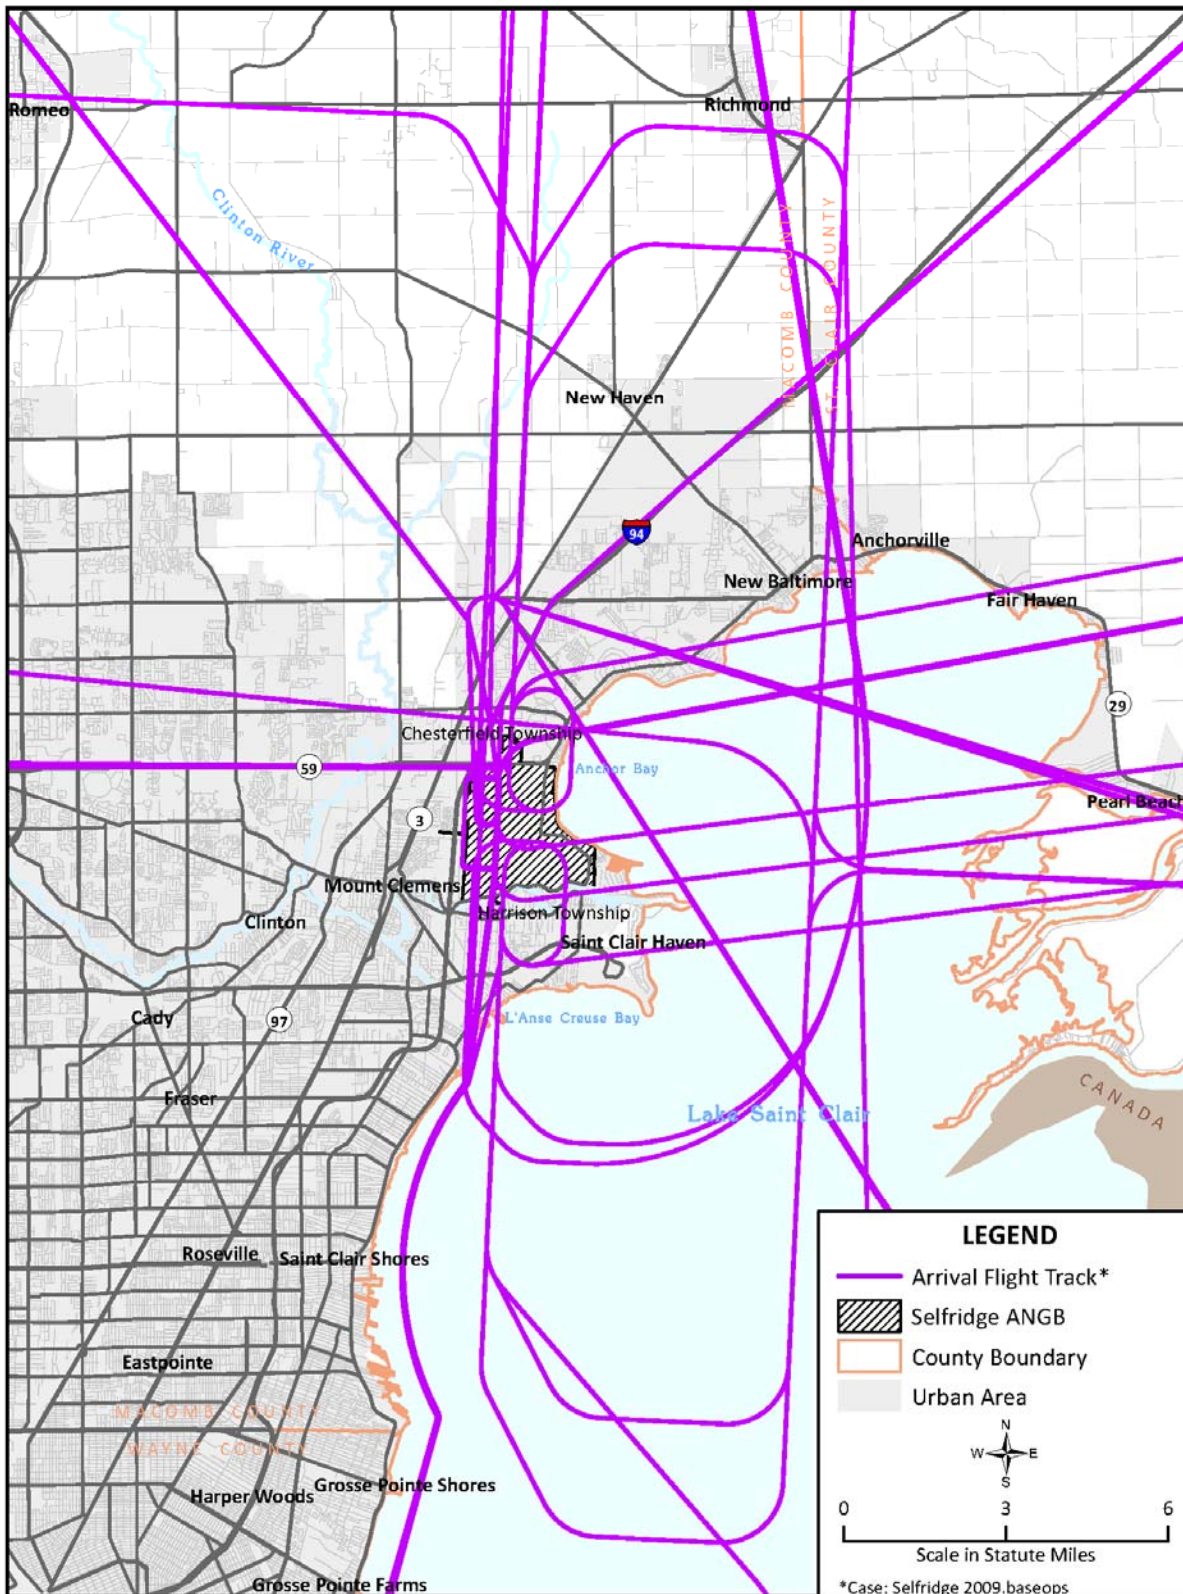 Romeo
Richmond
Clinton River
MACOMB COUNTY
ST. CLAIR COUNTY
New Haven
94
Anchorville
New Baltimore
Fair Haven
29
Chesterfield Township
59
Anchor Bay
Pearl Beach
3
Mount Clemens
Harrison Township
Clinton
Saint Clair Haven
Cady
97
L'Anse Creuse Bay
Fraser
CANADA
Lake Saint Clair
Roseville
Saint Clair Shores
Eastpointe
MACOMB COUNTY
WAYNE COUNTY
Harper Woods
Grosse Pointe Shores
Grosse Pointe Farms
LEGEND
Arrival Flight Track*
Selfridge ANGB
County Boundary
Urban Area
N
W E
S
0 3 6
Scale in Statute Miles
*Case: Selfridge 2009.baseops